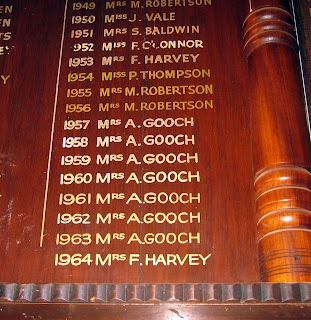 1949 MRS M. ROBERTSON
1950 MISS J. VALE
1951 MRS S. BALDWIN
1952 MISS F. O'CONNOR
1953 MRS F. HARVEY
1954 MISS P. THOMPSON
1955 MRS M. ROBERTSON
1956 MRS M. ROBERTSON
1957 MRS A. GOOCH
1958 MRS A. GOOCH
1959 MRS A. GOOCH
1960 MRS A. GOOCH
1961 MRS A. GOOCH
1962 MRS A. GOOCH
1963 MRS A. GOOCH
1964 MRS F. HARVEY